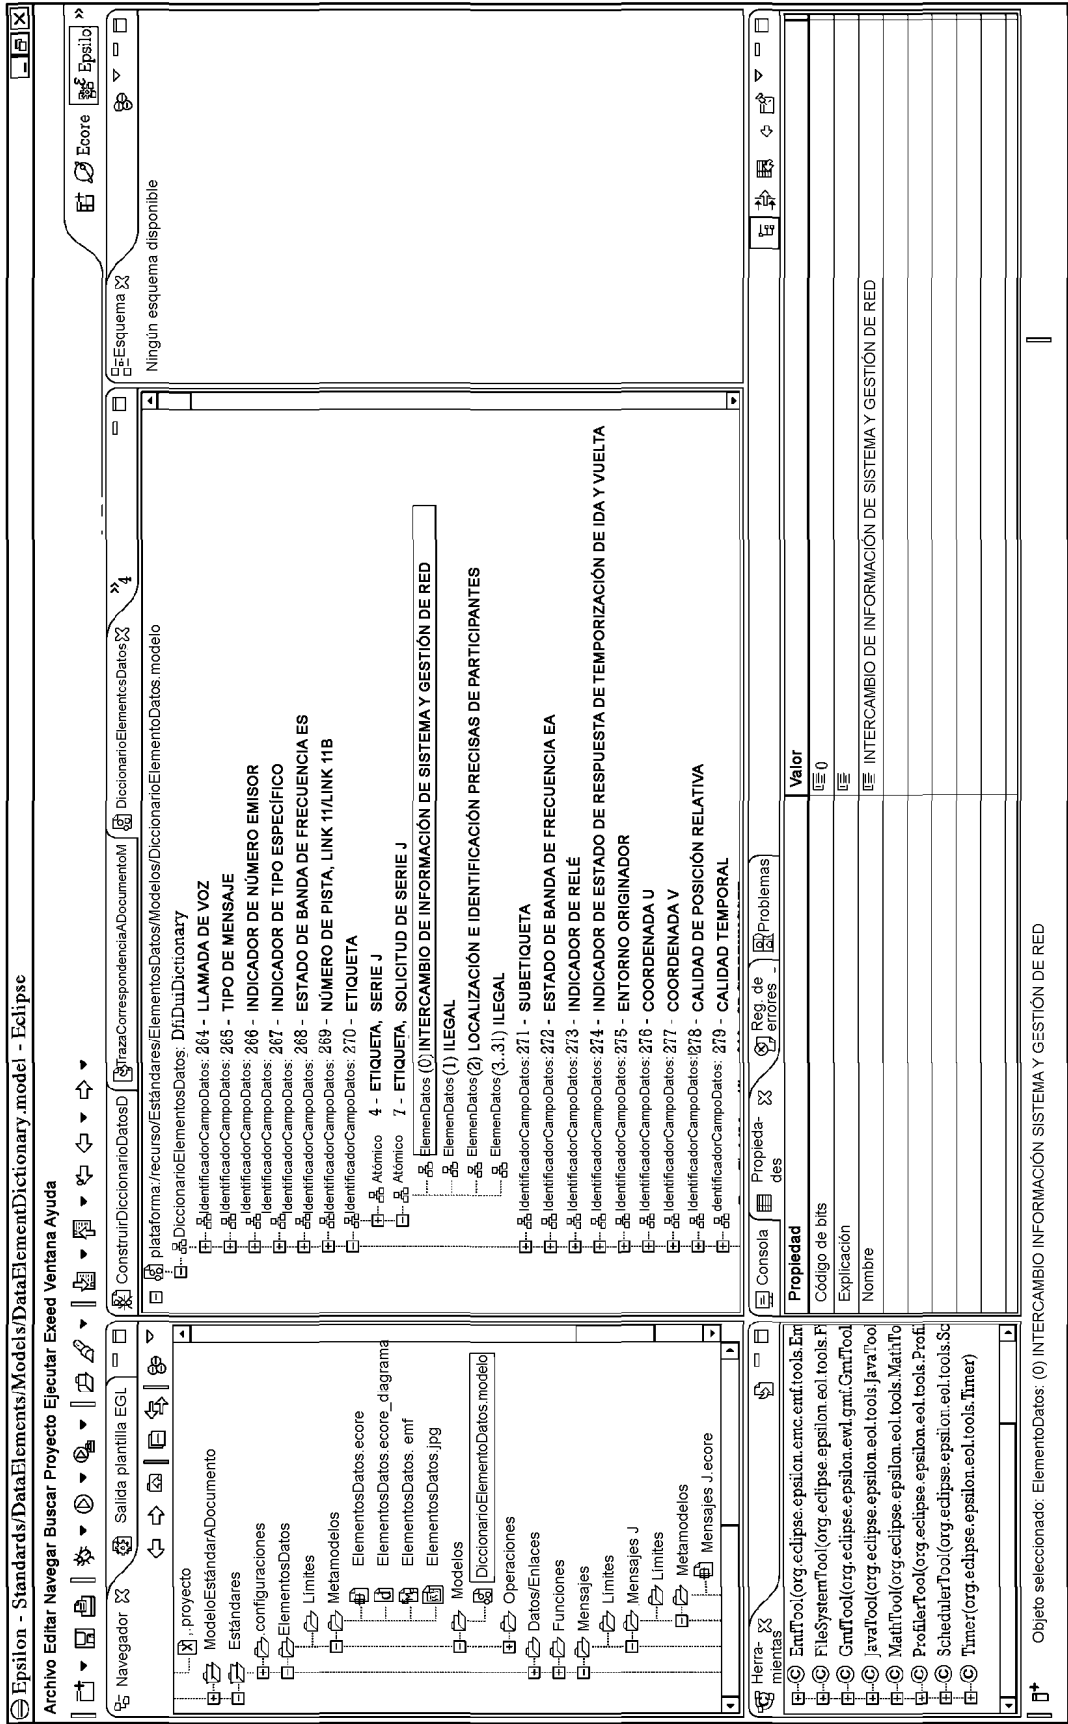 Epsilon - Standards/DataElements/Models/DataElementDictionary.model - Eclipse
Archivo Editar Navegar Buscar Proyecto Ejecutar Exeed Ventana Ayuda
Ecore
Epsilo
»
Navegador
Salida plantilla EGL
.proyecto
ModeloEstándarADocumento
Estándares
.configuraciones
ElementosDatos
Límites
Metamodelos
ElementosDatos.ecore
ElementosDatos.ecore_diagrama
ElementosDatos. emf
ElementosDatos.jpg
Modelos
DiccionarioElementoDatos.modelo
Operaciones
Datos/Enlaces
Funciones
Mensajes
Límites
Mensajes J
Límites
Metamodelos
Mensajes J.ecore
ConstruirDiccionarioDatosD
TrazaCorrespondenciaADocumentoM
DiccionarioElementosDatos
»4
plataforma:/recurso/Estándares/ElementosDatos/Modelos/DiccionarioElementoDatos.modelo
DiccionarioElementosDatos: DfiDuiDictionary
IdentificadorCampoDatos: 264 - LLAMADA DE VOZ
IdentificadorCampoDatos: 265 - TIPO DE MENSAJE
IdentificadorCampoDatos: 266 - INDICADOR DE NÚMERO EMISOR
IdentificadorCampoDatos: 267 - INDICADOR DE TIPO ESPECÍFICO
IdentificadorCampoDatos: 268 - ESTADO DE BANDA DE FRECUENCIA ES
IdentificadorCampoDatos: 269 - NÚMERO DE PISTA, LINK 11/LINK 11B
IdentificadorCampoDatos: 270 - ETIQUETA
Atómico 4 - ETIQUETA, SERIE J
Atómico 7 - ETIQUETA, SOLICITUD DE SERIE J
ElemenDatos (0) INTERCAMBIO DE INFORMACIÓN DE SISTEMA Y GESTIÓN DE RED
ElemenDatos(1) ILEGAL
ElemenDatos(2) LOCALIZACIÓN E IDENTIFICACIÓN PRECISAS DE PARTICIPANTES
ElemenDatos(3..31) ILEGAL
IdentificadorCampoDatos: 271 - SUBETIQUETA
IdentificadorCampoDatos: 272 - ESTADO DE BANDA DE FRECUENCIA EA
IdentificadorCampoDatos: 273 - INDICADOR DE RELÉ
IdentificadorCampoDatos: 274 - INDICADOR DE ESTADO DE RESPUESTA DE TEMPORIZACIÓN DE IDA Y VUELTA
IdentificadorCampoDatos: 275 - ENTORNO ORIGINADOR
IdentificadorCampoDatos: 276 - COORDENADA U
IdentificadorCampoDatos: 277 - COORDENADA V
IdentificadorCampoDatos: 278 - CALIDAD DE POSICIÓN RELATIVA
IdentificadorCampoDatos: 279 - CALIDAD TEMPORAL
Esquema
Ningún esquema disponible
Herra-
mientas
EmfTool(org.eclipse.epsilon.emc.emf.tools.Em
FileSystemTool(org.eclipse.epsilon.eol.tools.Fi
GmfTool(org.eclipse.epsilon.ewl.gmf.GmfTool
JavaTool(org.eclipse.epsilon.eol.tools.JavaTool
MathTool(org.eclipse.epsilon.eol.tools.MathTo
ProfilerTool(org.eclipse.epsilon.eol.tools.Profil
SchedulerTool(org.eclipse.epsilon.eol.tools.Sc
Timer(org.eclipse.epsilon.eol.tools.Timer)
Consola
Propieda-
des
Reg. de
errores
Problemas
Propiedad Valor
Código de bits 0
Explicación
Nombre INTERCAMBIO DE INFORMACIÓN DE SISTEMA Y GESTIÓN DE RED
Objeto seleccionado: ElementoDatos: (0) INTERCAMBIO INFORMACIÓN SISTEMA Y GESTIÓN DE RED